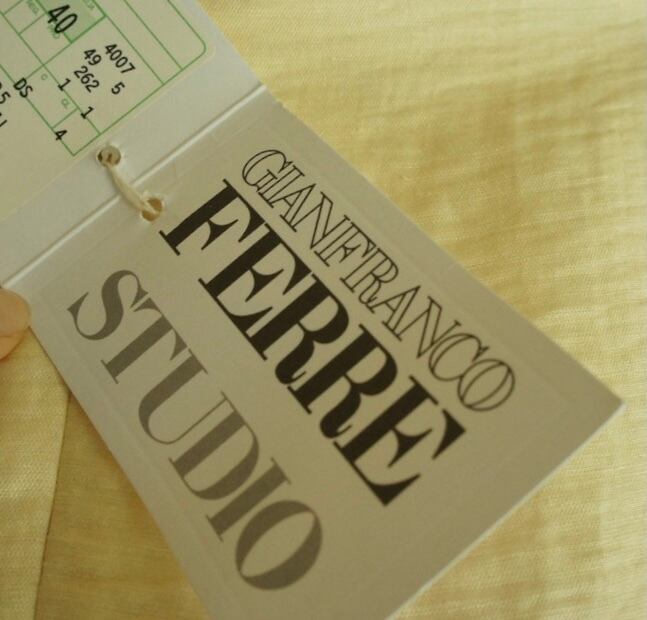 40
4007
49
262 5
1 1
DS
4
GIANFRANCO
FERRE
STUDIO